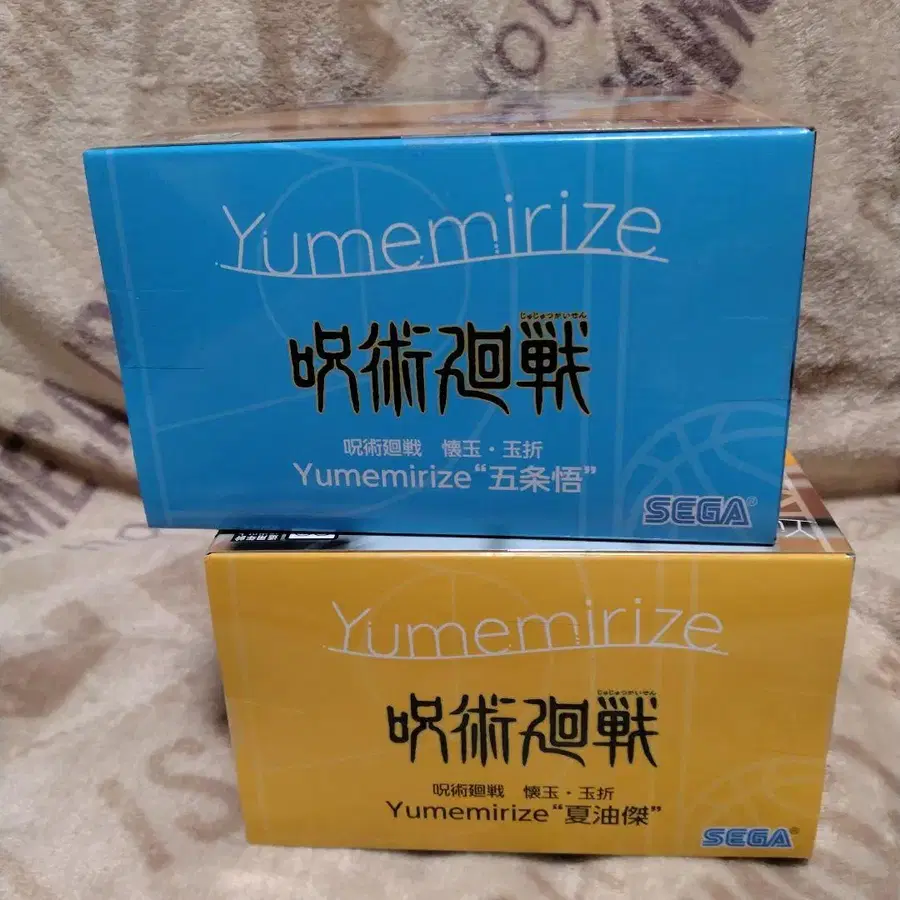 Yumemirize
じゅじゅつかいせん
呪術廻戦
呪術廻戦 懐玉・玉折
Yumemirize“五条悟”
SEGA®
Yumemirize
じゅじゅつかいせん
呪術廻戦
呪術廻戦 懐玉・玉折
Yumemirize“夏油傑”
SEGA®